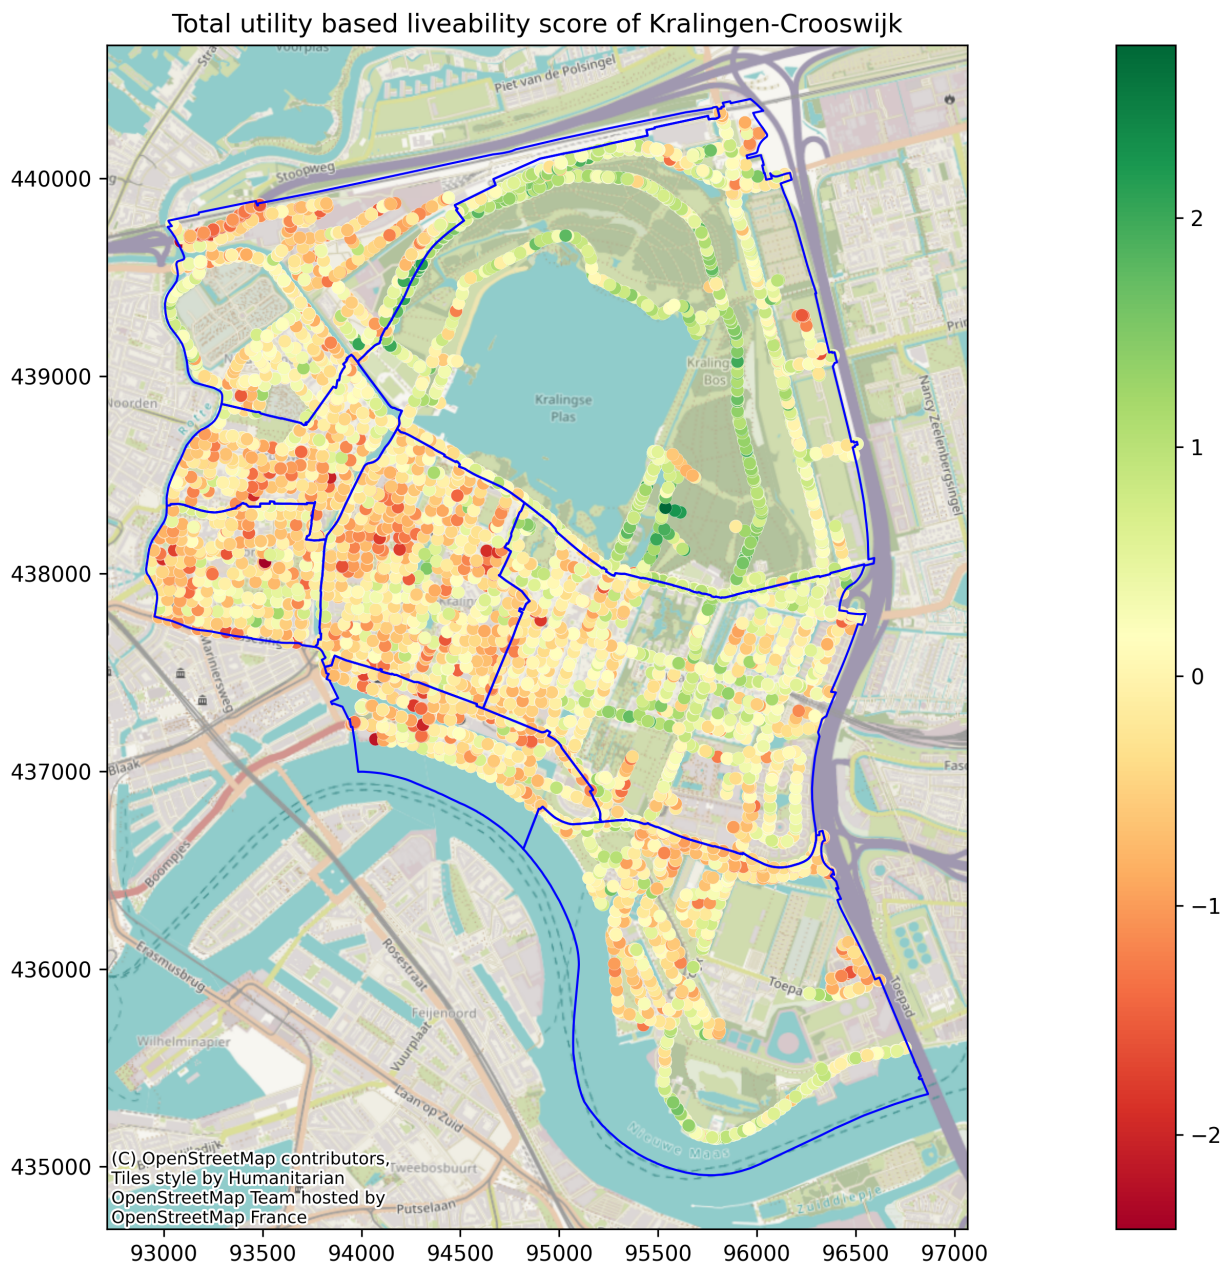 Total utility based liveability score of Kralingen-Crooswijk
Voorplas
Piet van de Polsingel
Stoopweg
440000
2
439000
Noorden
Rotte
Kralingse
Plas
Kraling
Bos
Nancy Zeelenbergsingel
1
438000
Mariniersweg
0
437000
Blaak
Boompjes
−1
436000
Erasmusbrug
Rosestraat
Toepa
Toepad
Feijenoord
Wilhelminapier
Vuurplaat
Laan op Zuid
Nieuwe Maas
435000
(C) OpenStreetMap contributors,
Tiles style by Humanitarian
OpenStreetMap Team hosted by
OpenStreetMap France
Tweebosbuurt
Putselaan
Zuiddiepje
−2
93000 93500 94000 94500 95000 95500 96000 96500 97000